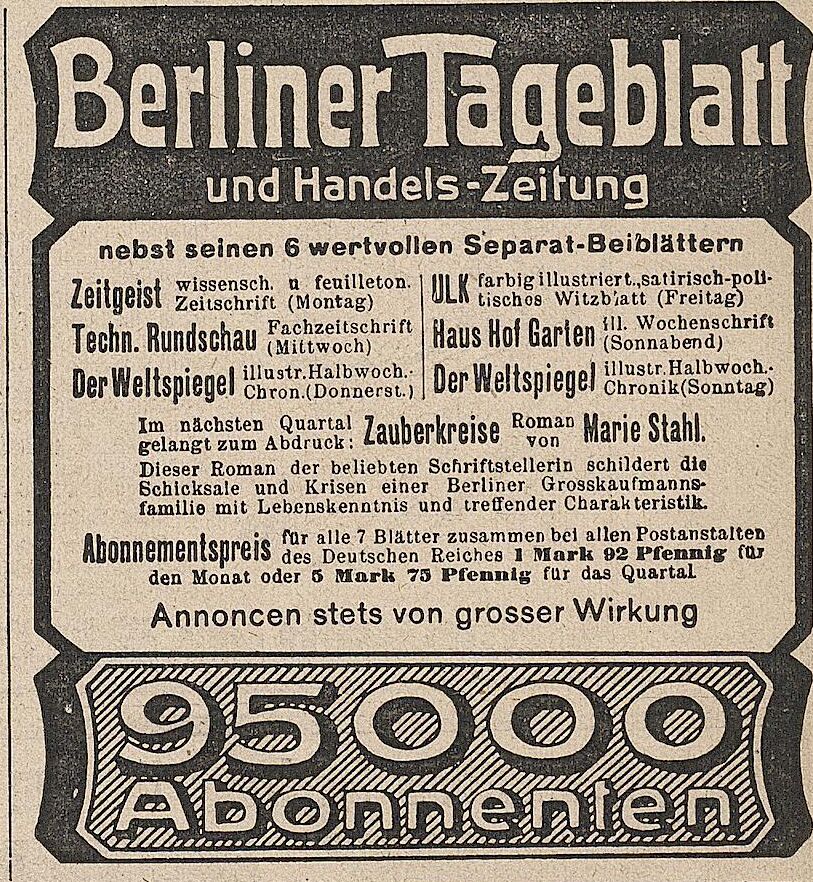 Berliner Tageblatt
und Handels-Zeitung
nebst seinen 6 wertvollen Separat-Beiblättern
Zeitgeist wissensch. u feuilleton.
Zeitschrift (Montag)
Techn. Rundschau Fachzeitschrift
(Mittwoch)
Der Weltspiegel illustr. Halbwoch.-
Chron. (Donnerst.)
ULK farbig illustriert., satirisch-poli-
tisches Witzblatt (Freitag)
Haus Hof Garten ill. Wochenschrift
(Sonnabend)
Der Weltspiegel illustr. Halbwoch.-
Chronik (Sonntag)
Im nächsten Quartal
gelangt zum Abdruck: Zauberkreise Roman von Marie Stahl.
Dieser Roman der beliebten Schriftstellerin schildert die
Schicksale und Krisen einer Berliner Grosskaufmanns-
familie mit Lebenskenntnis und treffender Charakteristik.
Abonnementspreis für alle 7 Blätter zusammen bei allen Postanstalten
des Deutschen Reiches 1 Mark 92 Pfennig für
den Monat oder 5 Mark 75 Pfennig für das Quartal
Annoncen stets von grosser Wirkung
95000
Abonnenten